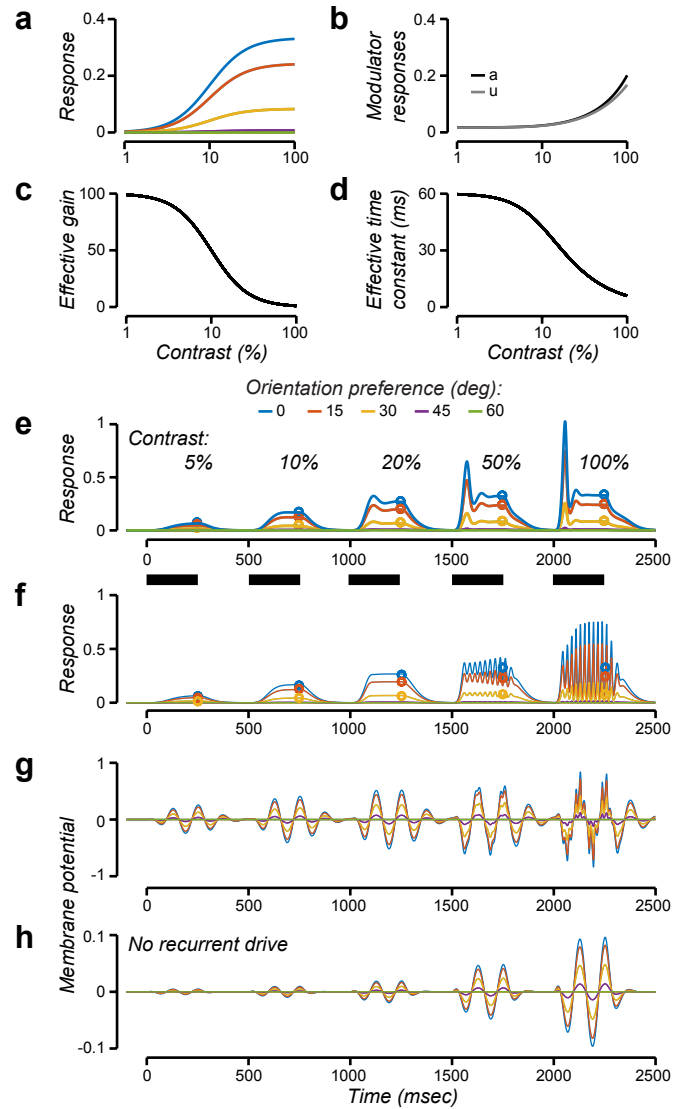 a
Response
0.4
0.2
0
1
10
100
b
Modulator
responses
0.4
0.2
0
a
u
1
10
100
c
Effective gain
100
50
0
1
10
100
Contrast (%)
d
Effective time
constant (ms)
60
30
0
1
10
100
Contrast (%)
Orientation preference (deg):
0 15 30 45 60
e
Response
1
0.5
0
Contrast:
5% 10% 20% 50% 100%
0 500 1000 1500 2000 2500
f
Response
1
0.5
0
0 500 1000 1500 2000 2500
g
Membrane potential
1
0
-1
0 500 1000 1500 2000 2500
h
No recurrent drive
0.1
0
-0.1
0 500 1000 1500 2000 2500
Time (msec)